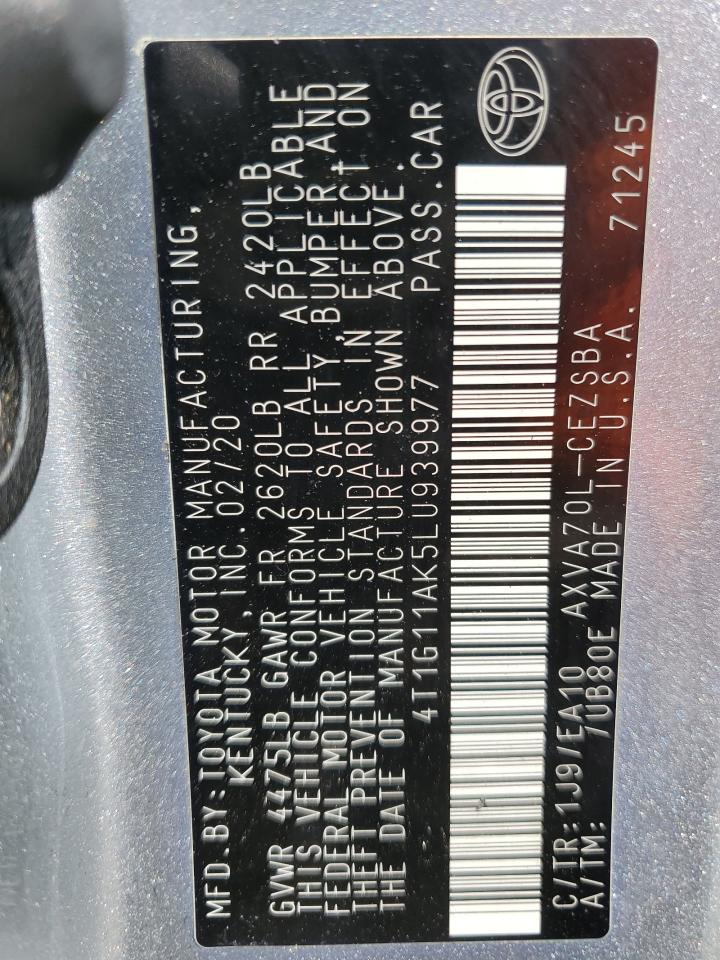 MFD.BY:TOYOTA MOTOR MANUFACTURING,
KENTUCKY,INC.02/20
GVWR 4475LB GAWR FR 2620LB RR 2420LB
THIS VEHICLE CONFORMS TO ALL APPLICABLE
FEDERAL MOTOR VEHICLE SAFETY,BUMPER,AND
THEFT PREVENTION STANDARDS IN EFFECT ON
THE DATE OF MANUFACTURE SHOWN ABOVE.
4T1G11AK5LU939977 PASS.CAR
C/TR:1J9/EA10 AXVA70L-CEZSBA
A/TM: /UB80E MADE IN U.S.A. 71245